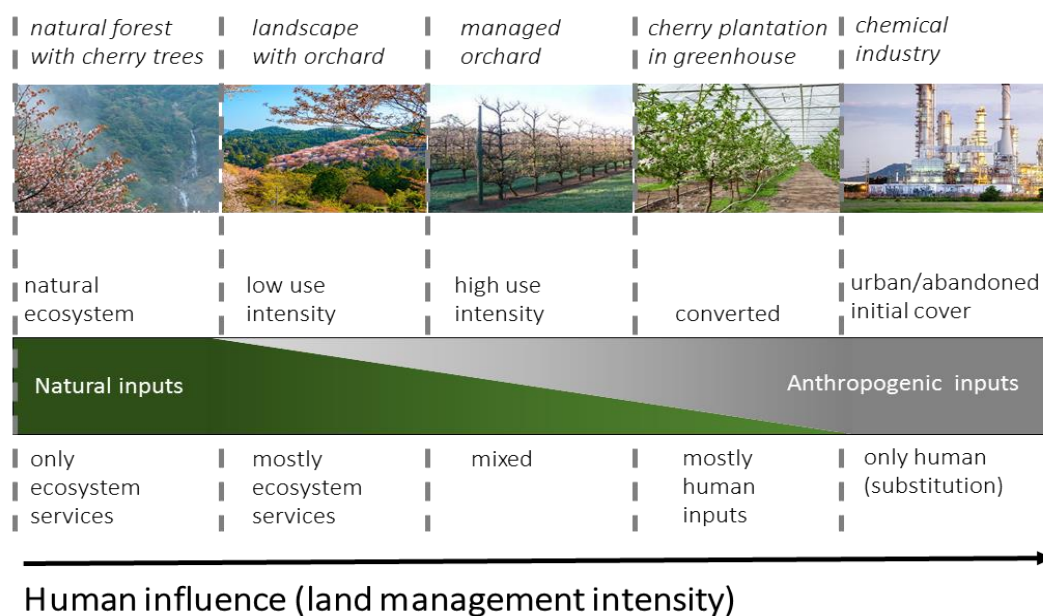 natural forest
with cherry trees
landscape
with orchard
managed
orchard
cherry plantation
in greenhouse
chemical
industry
natural
ecosystem
low use
intensity
high use
intensity
converted
urban/abandoned
initial cover
Natural inputs
Anthropogenic inputs
only
ecosystem
services
mostly
ecosystem
services
mixed
mostly
human
inputs
only human
(substitution)
Human influence (land management intensity)